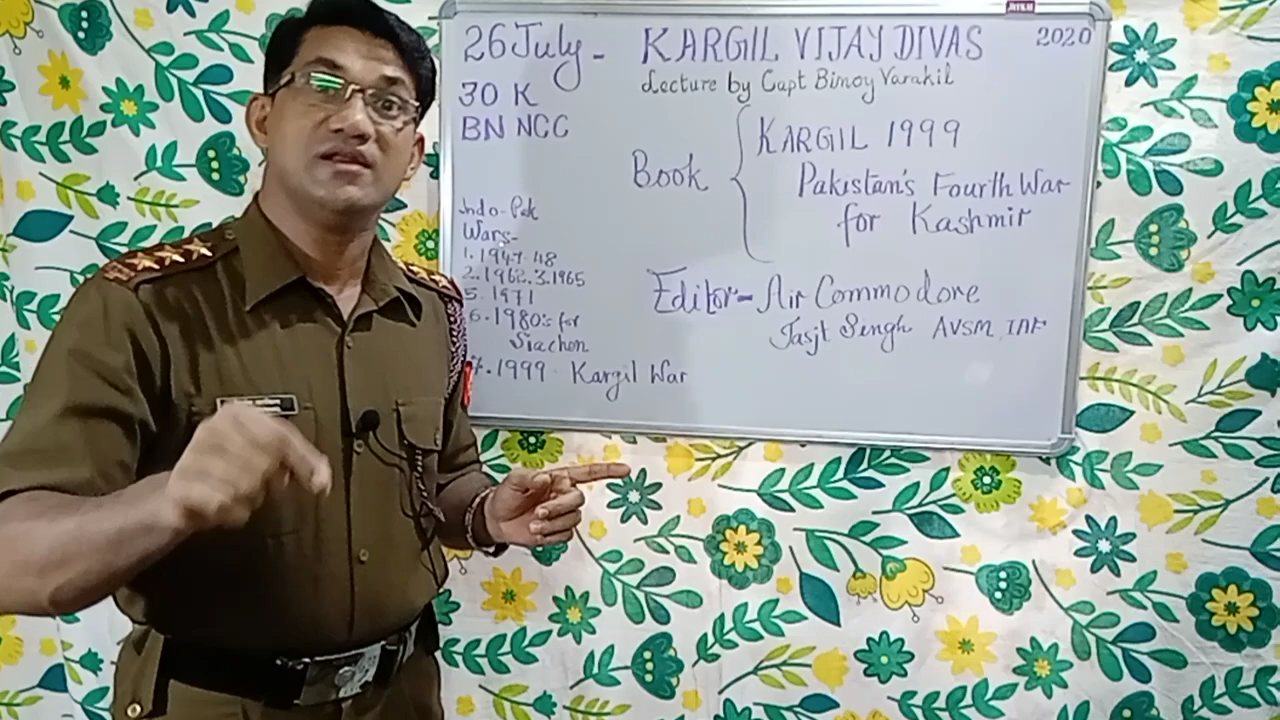 26 July - KARGIL VIJAY DIVAS 2020
Lecture by Capt Bimoy Varakil
30 K
BN NCC
Book
KARGIL 1999
Pakistan's Fourth War
for Kashmir
Indo-Pak
Wars-
1. 1947-48
2. 1962. 3. 1965
5. 1971
6. 1980s for
Siachen
7. 1999 Kargil War
Editor - Air Commodore
Jasjt Singh AVSM, IAF